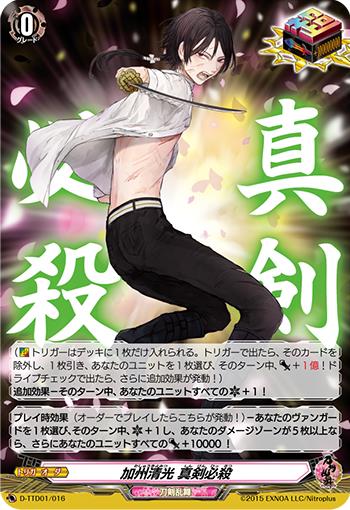 0
グレード
真剣
必殺
(トリガーはデッキに1枚だけ入れられる。トリガーで出たら、そのカードを
除外し、1枚引き、あなたのユニットを1枚選び、そのターン中、+1億!ド
ライブチェックで出たら、さらに追加効果が発動!)
追加効果-そのターン中、あなたのユニットすべての+1!
プレイ時効果(オーダーでプレイしたらこちらが発動!)-あなたのヴァンガー
ドを1枚選び、そのターン中、+1し、あなたのダメージゾーンが5枚以上な
ら、さらにあなたのユニットすべての+10000!
トリガーオーダー
加州清光 真剣必殺
D-TTD01/016
刀剣乱舞
©2015 EXNOA LLC/Nitroplus